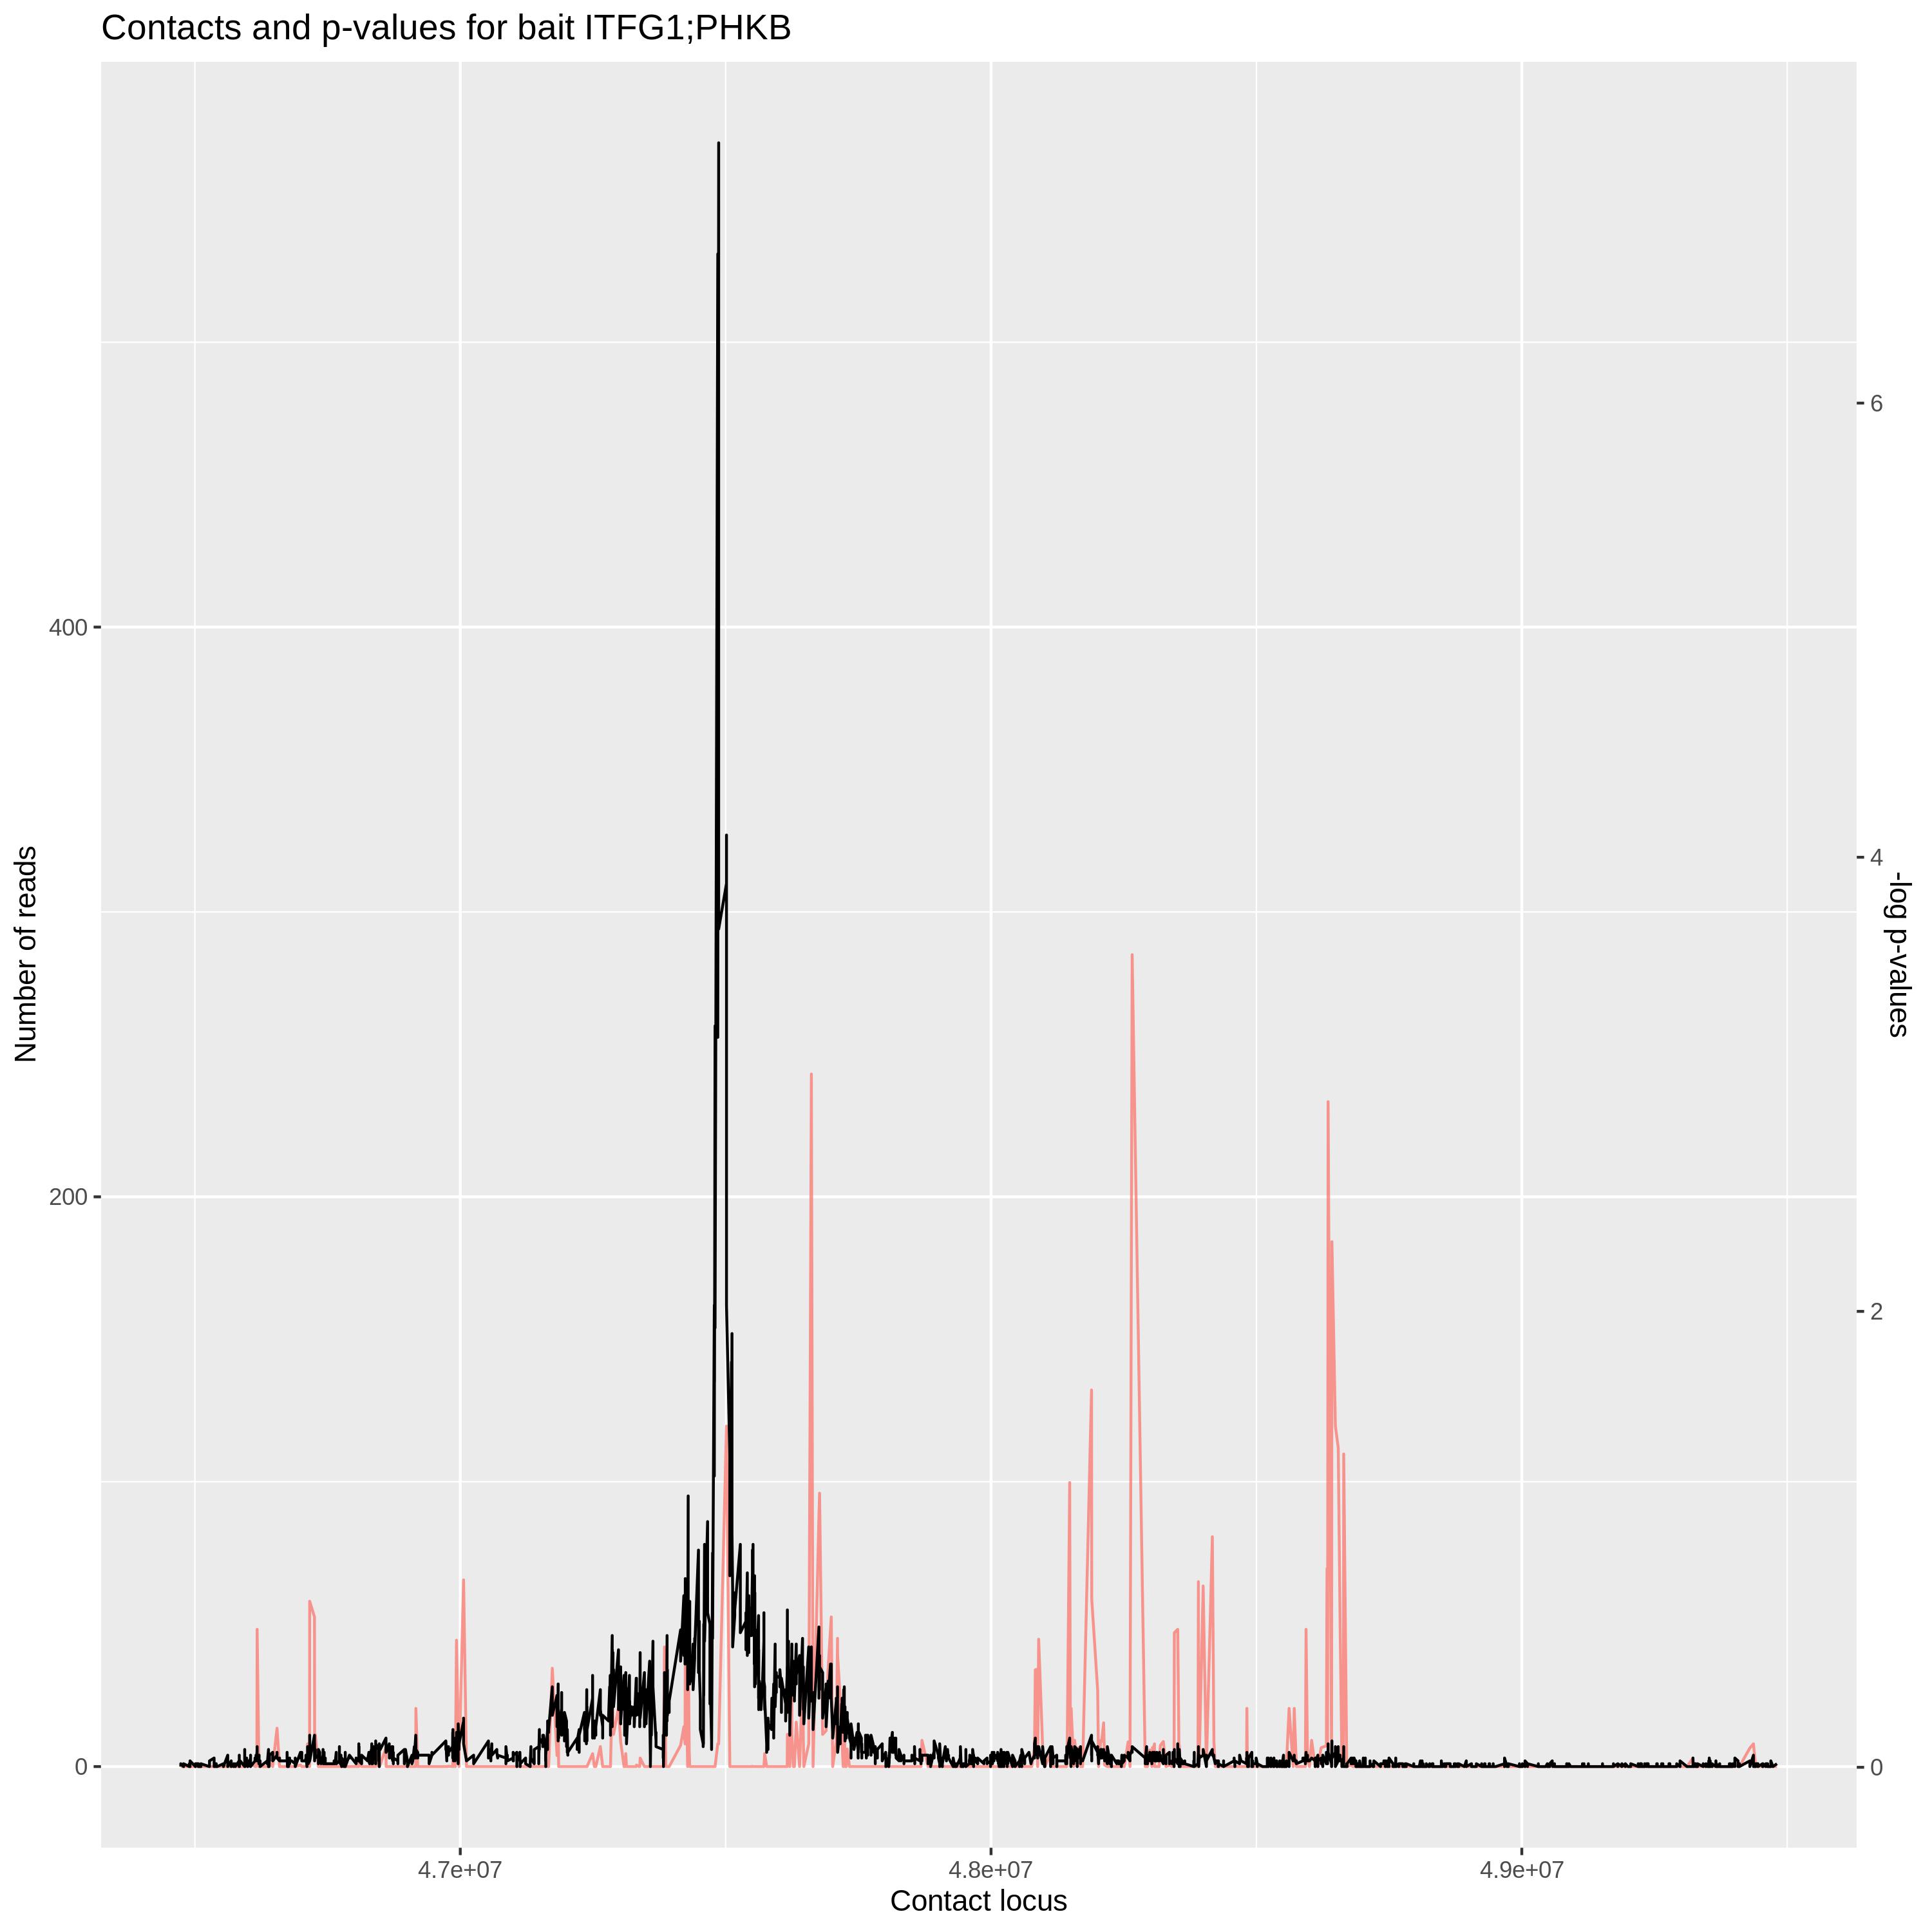 Contacts and p-values for bait ITFG1;PHKB
Number of reads
400
200
0
6
4
2
0
-log p-values
4.7e+07
4.8e+07
4.9e+07
Contact locus